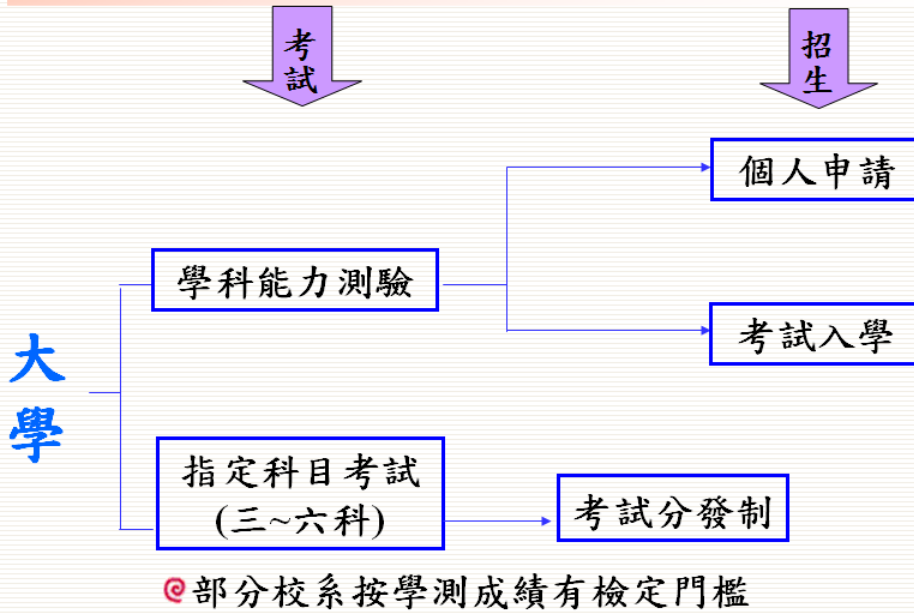 考試
招生
個人申請
學科能力測驗
考試入學
大學
指定科目考試
(三~六科)
考試分發制
部分校系按學測成績有檢定門檻